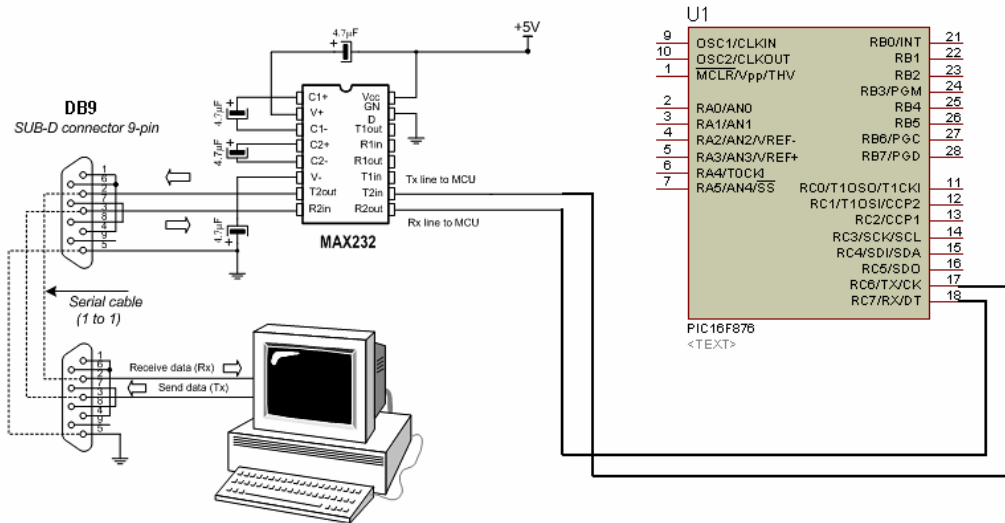 DB9
SUB-D connector 9-pin
1
6
2
7
3
8
4
9
5
4.7µF
+
+5V
4.7µF
+
4.7µF
+
4.7µF
+
C1+
V+
C1-
C2+
C2-
V-
T2out
R2in
Vcc
GN
D
T1out
R1in
R1out
T1in
T2in
R2out
MAX232
Tx line to MCU
Rx line to MCU
Serial cable
(1 to 1)
1
6
2
7
3
8
4
9
5
Receive data (Rx)
Send data (Tx)
U1
9 OSC1/CLKIN
10 OSC2/CLKOUT
1 MCLR/Vpp/THV
2 RA0/AN0
3 RA1/AN1
4 RA2/AN2/VREF-
5 RA3/AN3/VREF+
6 RA4/T0CKI
7 RA5/AN4/SS
RB0/INT 21
RB1 22
RB2 23
RB3/PGM 24
RB4 25
RB5 26
RB6/PGC 27
RB7/PGD 28
RC0/T1OSO/T1CKI 11
RC1/T1OSI/CCP2 12
RC2/CCP1 13
RC3/SCK/SCL 14
RC4/SDI/SDA 15
RC5/SDO 16
RC6/TX/CK 17
RC7/RX/DT 18
PIC16F876
<TEXT>